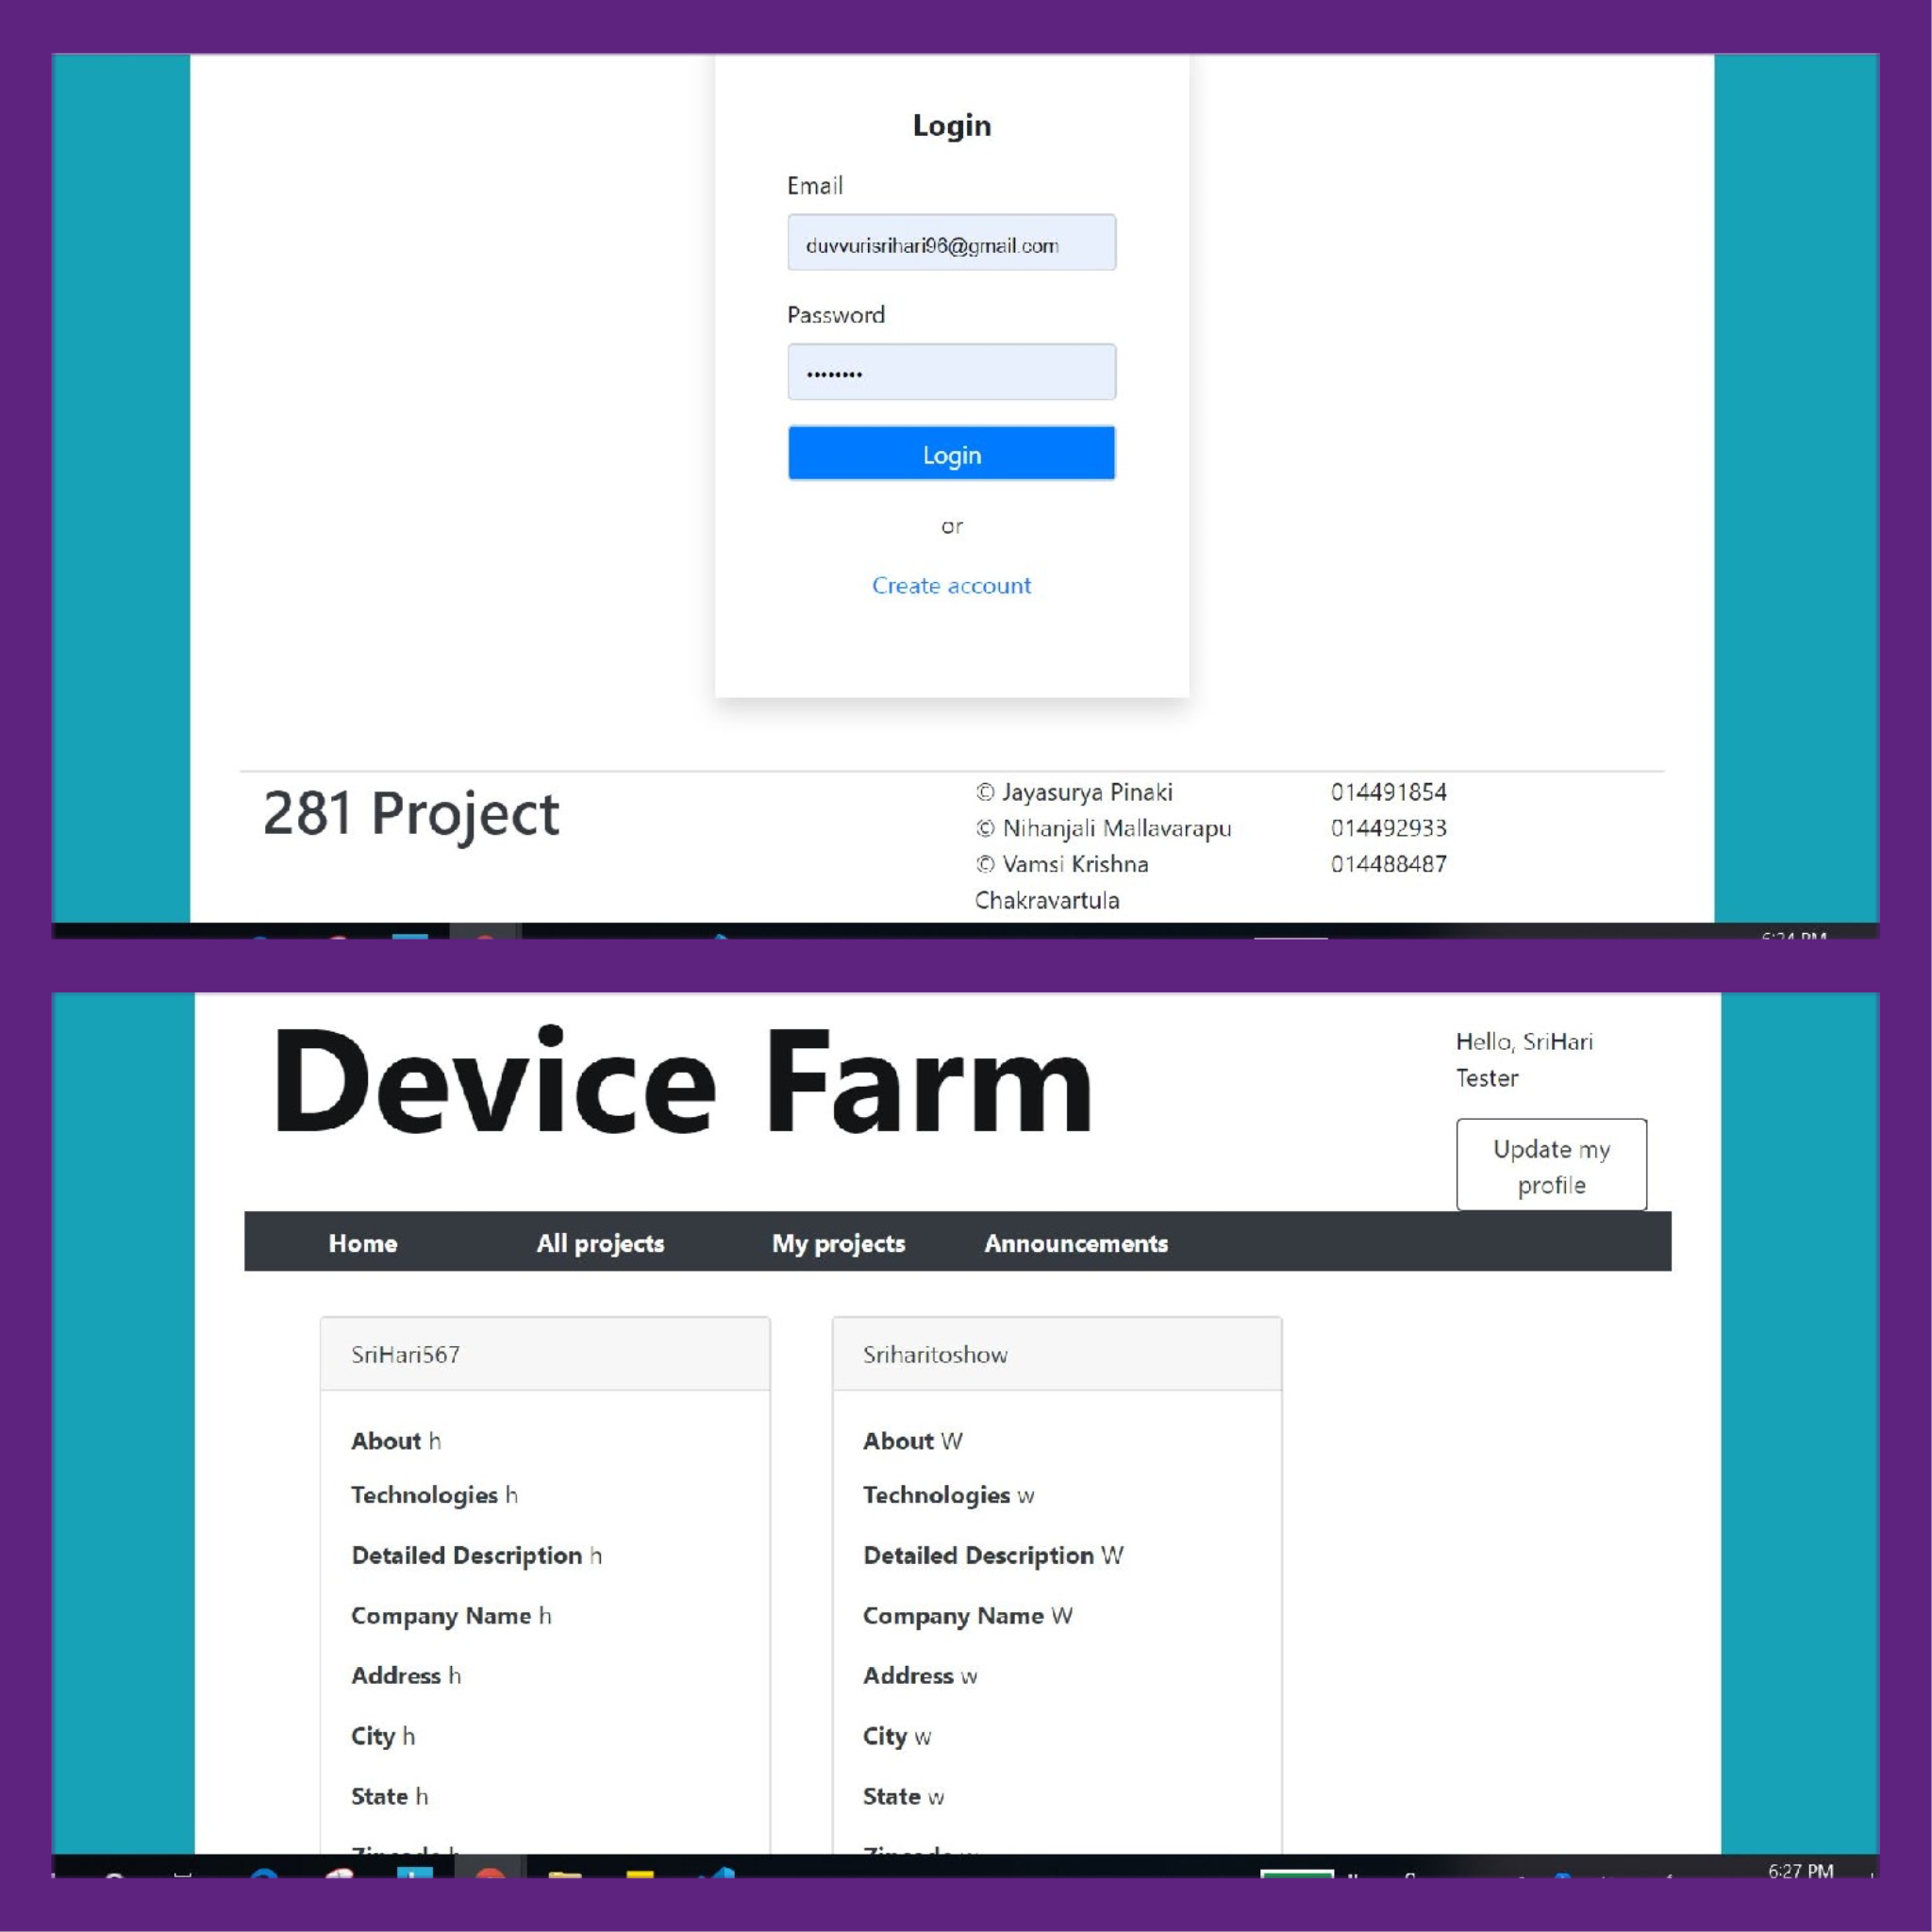 Login
Email
duvvurisrihari96@gmail.com
Password
••••••••
Login
or
Create account
281 Project
© Jayasurya Pinaki 014491854
© Nihanjali Mallavarapu 014492933
© Vamsi Krishna 014488487
Chakravartula
Device Farm
Hello, SriHari
Tester
Update my
profile
Home All projects My projects Announcements
SriHari567
About h
Technologies h
Detailed Description h
Company Name h
Address h
City h
State h
Sriharitoshow
About W
Technologies w
Detailed Description W
Company Name W
Address w
City w
State w
6:27 PM